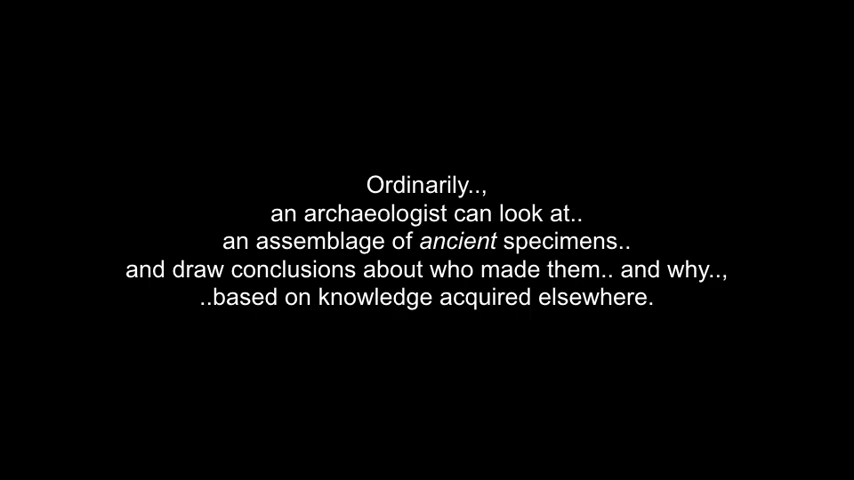 Ordinarily..,
an archaeologist can look at..
an assemblage of ancient specimens..
and draw conclusions about who made them.. and why..,
..based on knowledge acquired elsewhere.